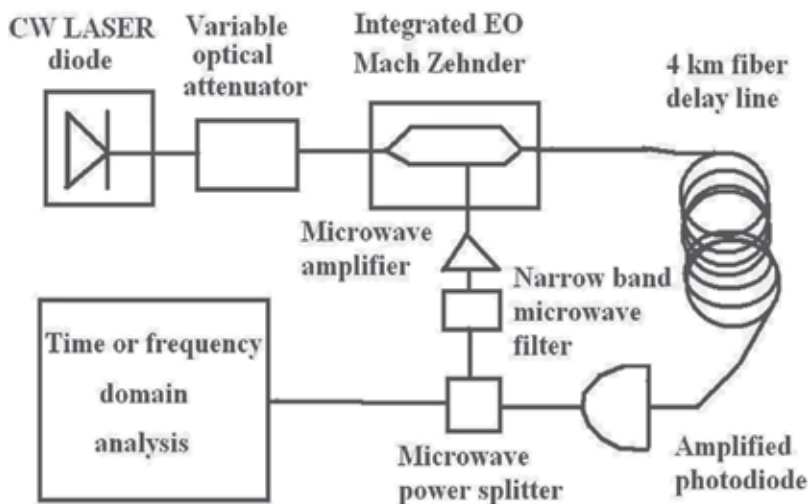 CW LASER
diode
Variable
optical
attenuator
Integrated EO
Mach Zehnder
4 km fiber
delay line
Microwave
amplifier
Narrow band
microwave
filter
Time or frequency
domain
analysis
Microwave
power splitter
Amplified
photodiode